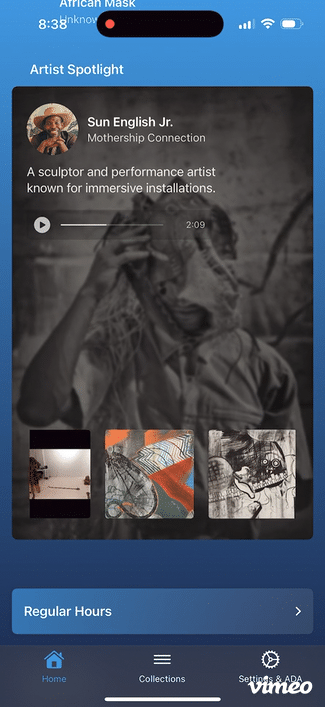 African Mask
Unknow
8:38
Artist Spotlight
Sun English Jr.
Mothership Connection
A sculptor and performance artist
known for immersive installations.
2:09
Regular Hours
Home
Collections
Settings & ADA
vimeo